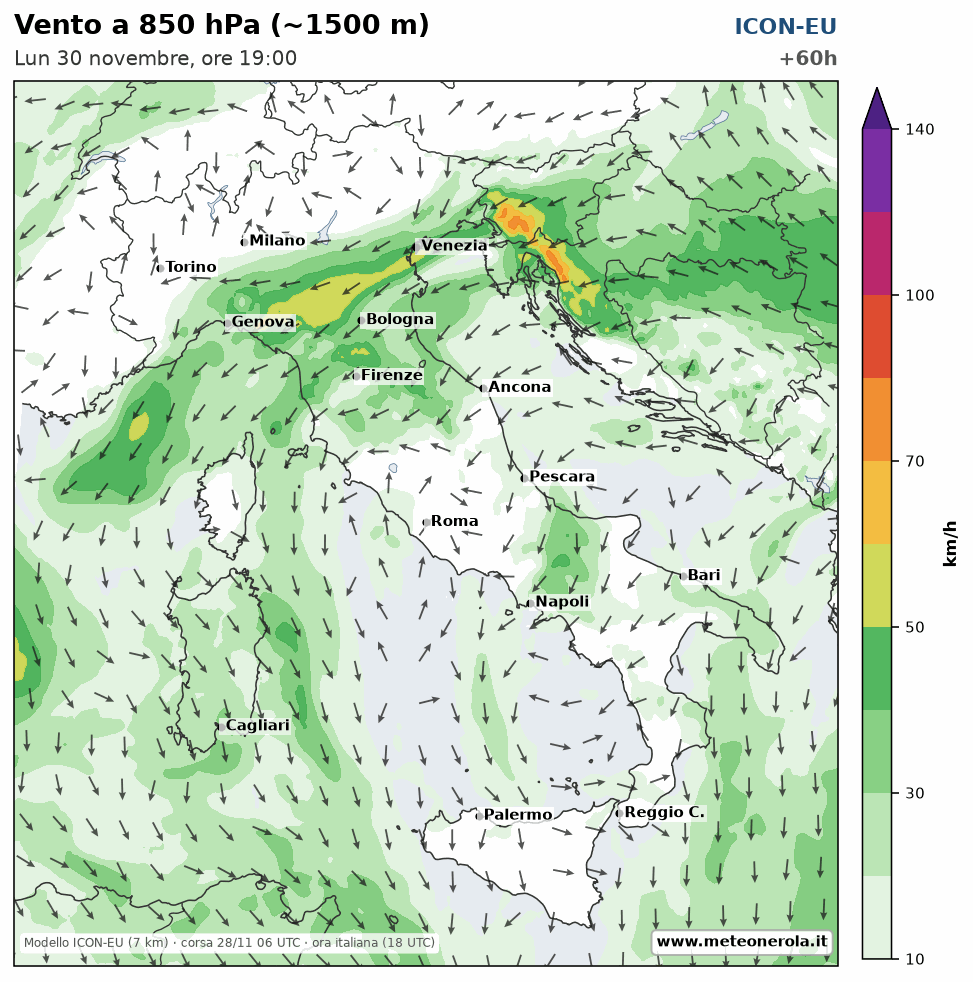 Vento a 850 hPa (~1500 m)
ICON-EU
Lun 30 novembre, ore 19:00
+60h
140
Milano
Venezia
Torino
100
Genova
Bologna
Firenze
Ancona
70
Pescara
Roma
km/h
Bari
Napoli
50
Cagliari
30
Palermo
Reggio C.
Modello ICON-EU (7 km) · corsa 28/11 06 UTC · ora italiana (18 UTC)
www.meteonerola.it
10